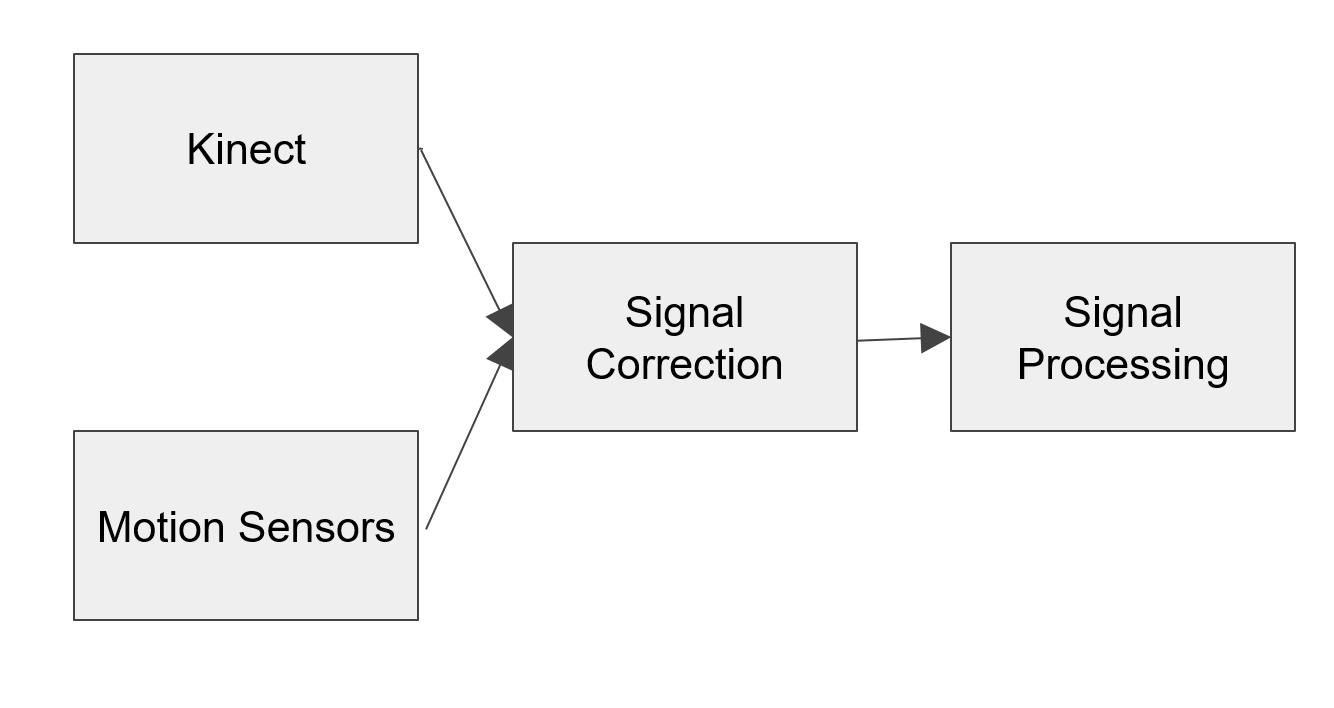 Kinect
Signal
Correction
Signal
Processing
Motion Sensors